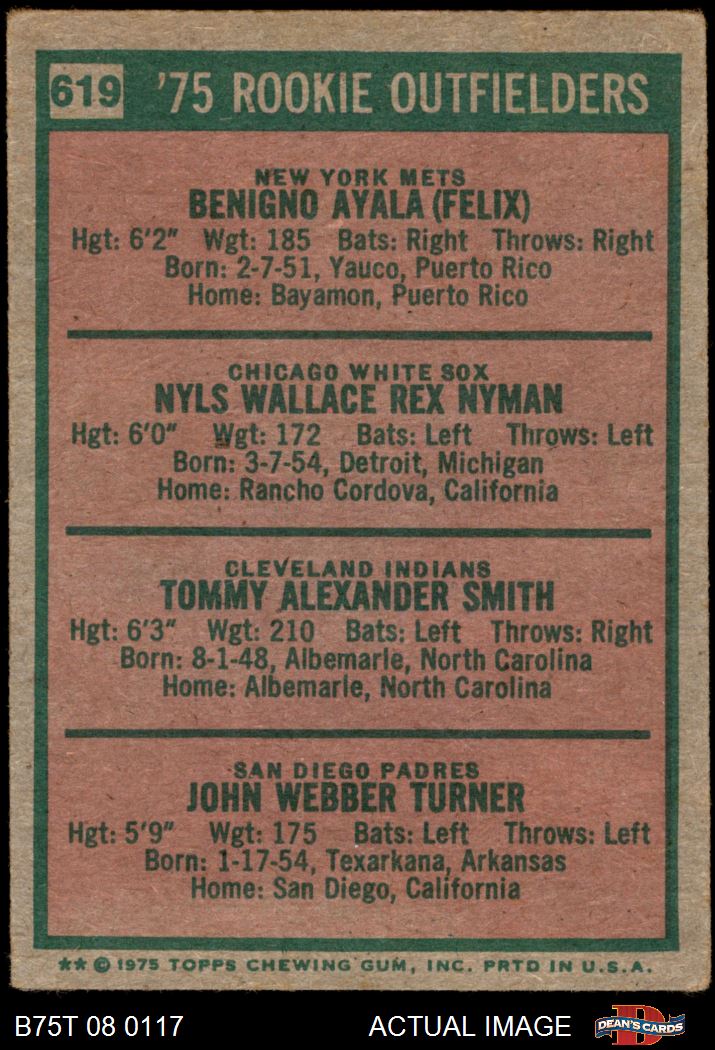 619 '75 ROOKIE OUTFIELDERS
NEW YORK METS
BENIGNO AYALA (FELIX)
Hgt: 6'2" Wgt: 185 Bats: Right Throws: Right
Born: 2-7-51, Yauco, Puerto Rico
Home: Bayamon, Puerto Rico
CHICAGO WHITE SOX
NYLS WALLACE REX NYMAN
Hgt: 6'0" Wgt: 172 Bats: Left Throws: Left
Born: 3-7-54, Detroit, Michigan
Home: Rancho Cordova, California
CLEVELAND INDIANS
TOMMY ALEXANDER SMITH
Hgt: 6'3" Wgt: 210 Bats: Left Throws: Right
Born: 8-1-48, Albemarle, North Carolina
Home: Albemarle, North Carolina
SAN DIEGO PADRES
JOHN WEBBER TURNER
Hgt: 5'9" Wgt: 175 Bats: Left Throws: Left
Born: 1-17-54, Texarkana, Arkansas
Home: San Diego, California
** © 1975 TOPPS CHEWING GUM, INC. PRTD IN U.S.A.
B75T 08 0117 ACTUAL IMAGE D DEAN'S CARDS